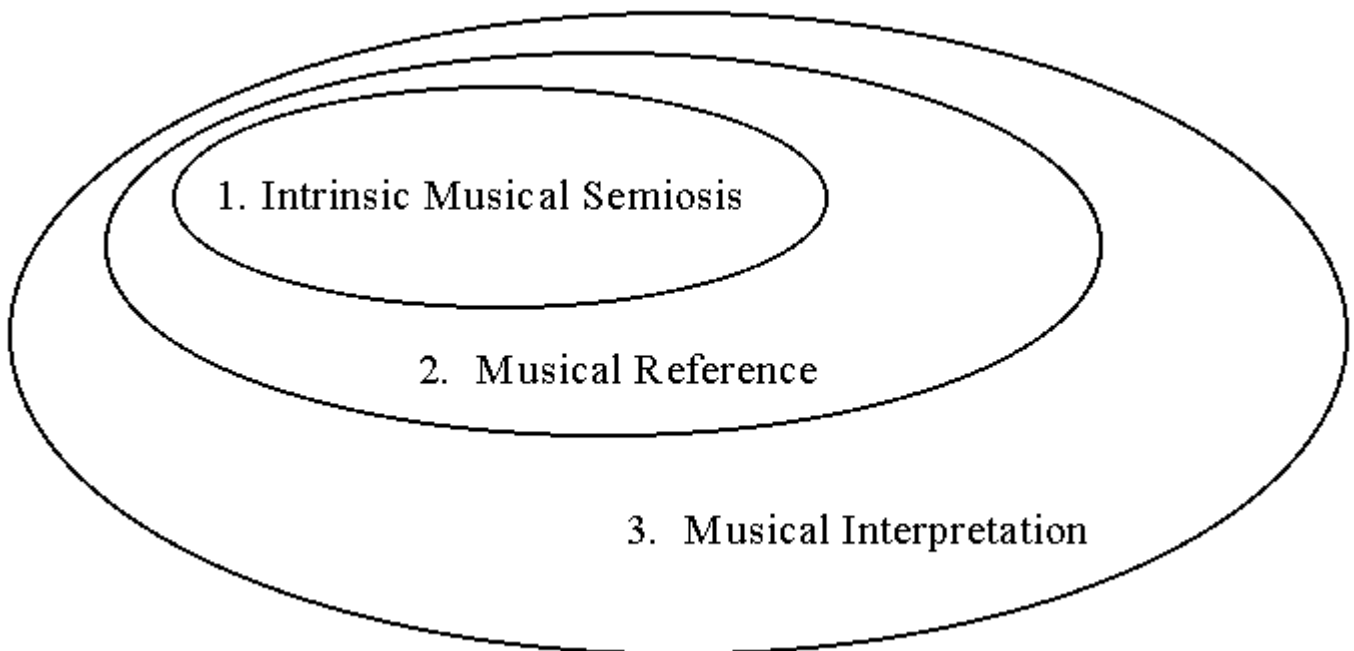 1. Intrinsic Musical Semiosis
2. Musical Reference
3. Musical Interpretation